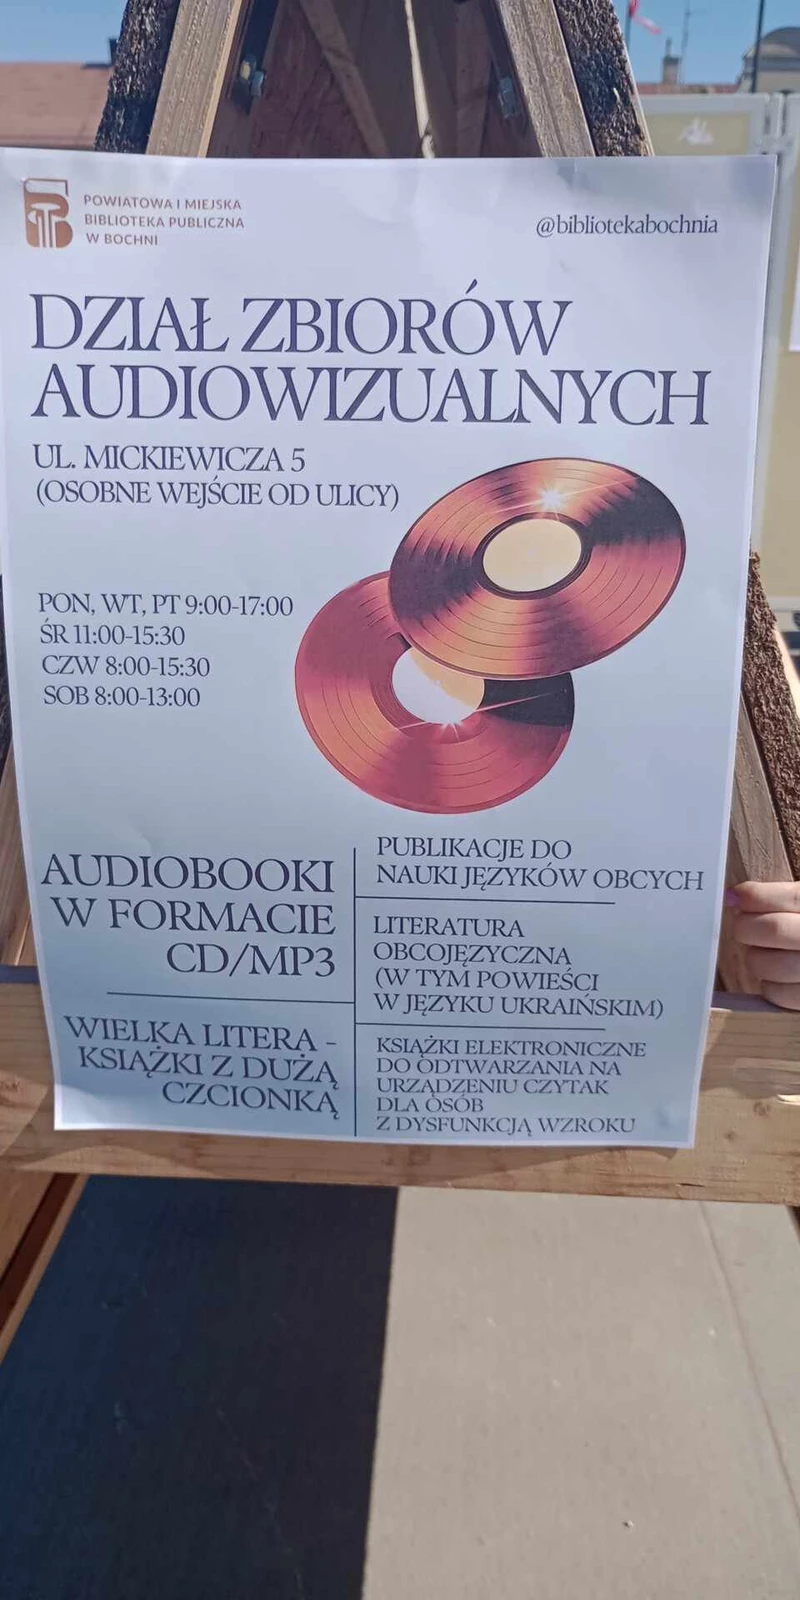 POWIATOWA I MIEJSKA
BIBLIOTEKA PUBLICZNA
W BOCHNI
@bibliotekabochnia
DZIAŁ ZBIORÓW
AUDIOWIZUALNYCH
UL. MICKIEWICZA 5
(OSOBNE WEJŚCIE OD ULICY)
PON, WT, PT 9:00-17:00
ŚR 11:00-15:30
CZW 8:00-15:30
SOB 8:00-13:00
AUDIOBOOKI
W FORMACIE
CD/MP3
WIELKA LITERA -
KSIĄŻKI Z DUŻĄ
CZCIONKĄ
PUBLIKACJE DO
NAUKI JĘZYKÓW OBCYCH
LITERATURA
OBCOJĘZYCZNA
(W TYM POWIEŚCI
W JĘZYKU UKRAIŃSKIM)
KSIĄŻKI ELEKTRONICZNE
DO ODTWARZANIA NA
URZĄDZENIU CZYTAK
DLA OSÓB
Z DYSFUNKCJĄ WZROKU